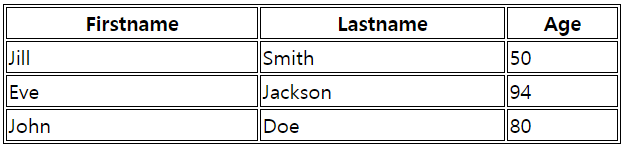 Firstname Lastname Age
Jill Smith 50
Eve Jackson 94
John Doe 80